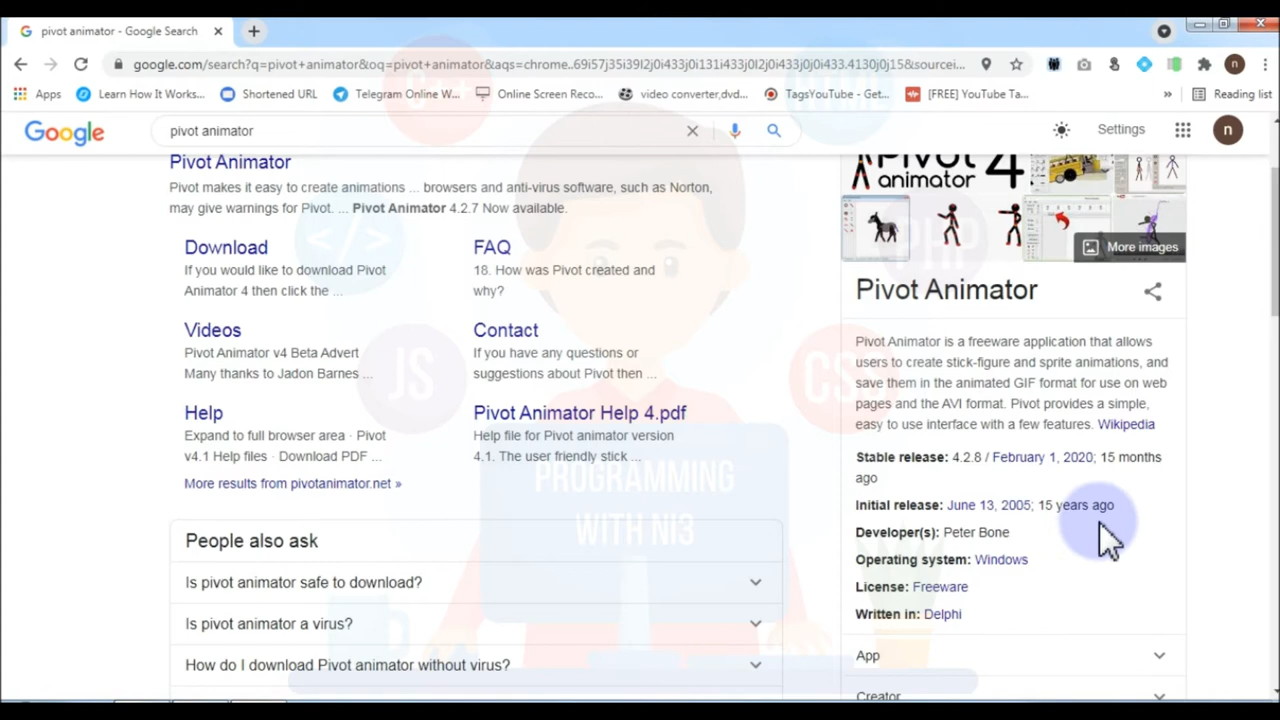 pivot animator - Google Search
google.com/search?q=pivot+animator&oq=pivot+animator&aqs=chrome..69i57j35i39l2j0i433j0i131i433j0l2j0i433j0j0i433.4130j0j15&sourcei...
Apps
Learn How It Works...
Shortened URL
Telegram Online W...
Online Screen Reco...
video converter,dvd...
TagsYouTube - Get...
[FREE] YouTube Ta...
»
Reading list
Google
pivot animator
Settings
n
Pivot Animator
Pivot makes it easy to create animations ... browsers and anti-virus software, such as Norton,
may give warnings for Pivot. ... Pivot Animator 4.2.7 Now available.
Download
If you would like to download Pivot
Animator 4 then click the ...
FAQ
18. How was Pivot created and
why?
Videos
Pivot Animator v4 Beta Advert
Many thanks to Jadon Barnes ...
Contact
If you have any questions or
suggestions about Pivot then ...
Help
Expand to full browser area · Pivot
v4.1 Help files · Download PDF ...
Pivot Animator Help 4.pdf
Help file for Pivot animator version
4.1. The user friendly stick ...
More results from pivotanimator.net »
People also ask
Is pivot animator safe to download?
Is pivot animator a virus?
How do I download Pivot animator without virus?
Pivot 4
animator
More images
Pivot Animator
Pivot Animator is a freeware application that allows
users to create stick-figure and sprite animations, and
save them in the animated GIF format for use on web
pages and the AVI format. Pivot provides a simple,
easy to use interface with a few features. Wikipedia
Stable release: 4.2.8 / February 1, 2020; 15 months
ago
Initial release: June 13, 2005; 15 years ago
Developer(s): Peter Bone
Operating system: Windows
License: Freeware
Written in: Delphi
App
Creator
PHP
JS
CSS
PROGRAMMING
WITH NI3